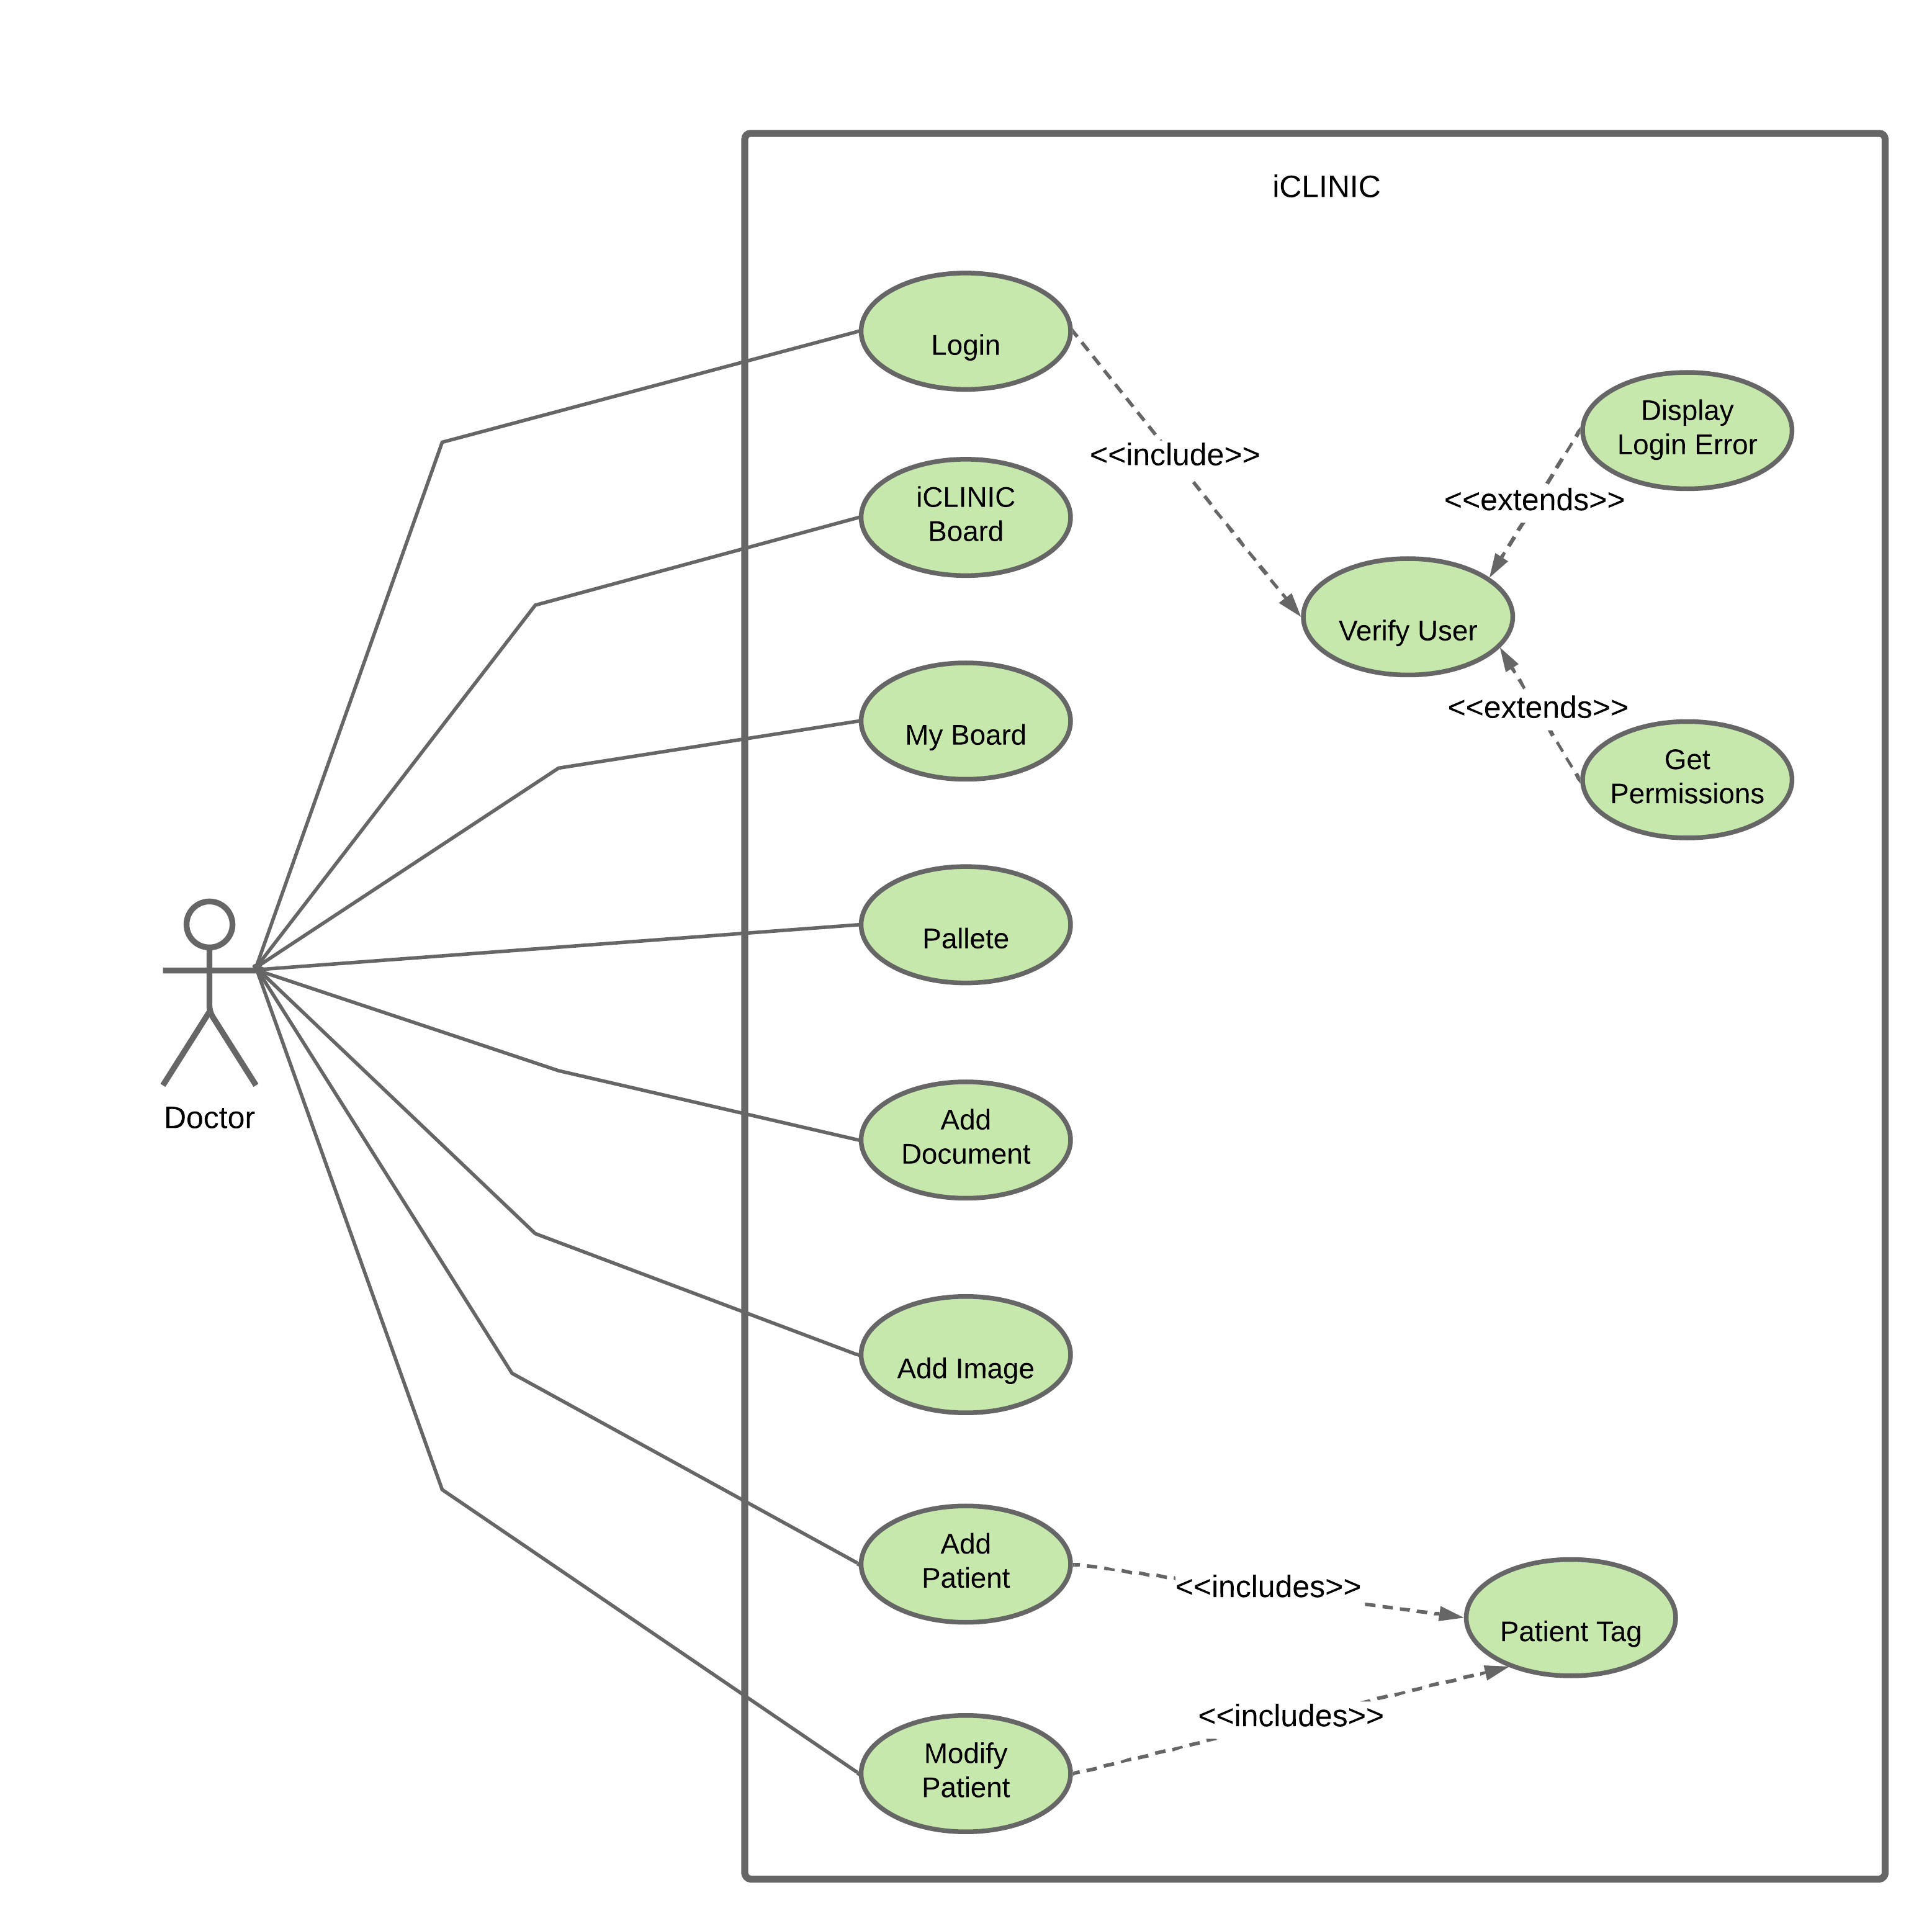 iCLINIC
Login
Display
Login Error
<<include>>
iCLINIC
Board
<<extends>>
Verify User
<<extends>>
My Board
Get
Permissions
Pallete
Doctor
Add
Document
Add Image
Add
Patient
<<includes>>
Patient Tag
<<includes>>
Modify
Patient